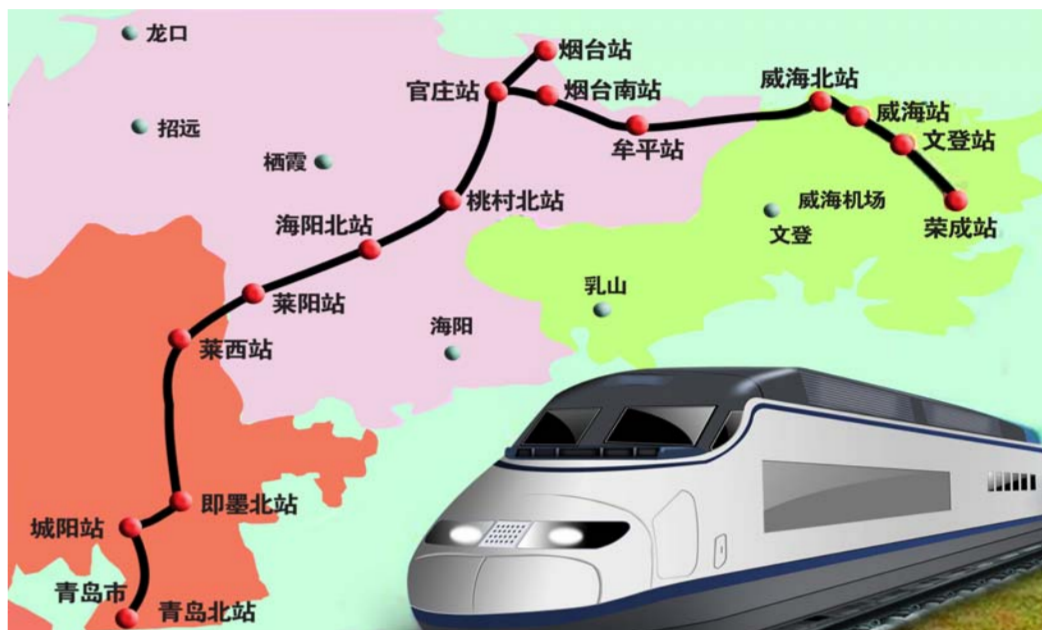 龙口
烟台站
官庄站
烟台南站
威海北站
威海站
招远
牟平站
文登站
栖霞
桃村北站
威海机场
海阳北站
文登
荣成站
莱阳站
乳山
海阳
莱西站
即墨北站
城阳站
青岛市
青岛北站